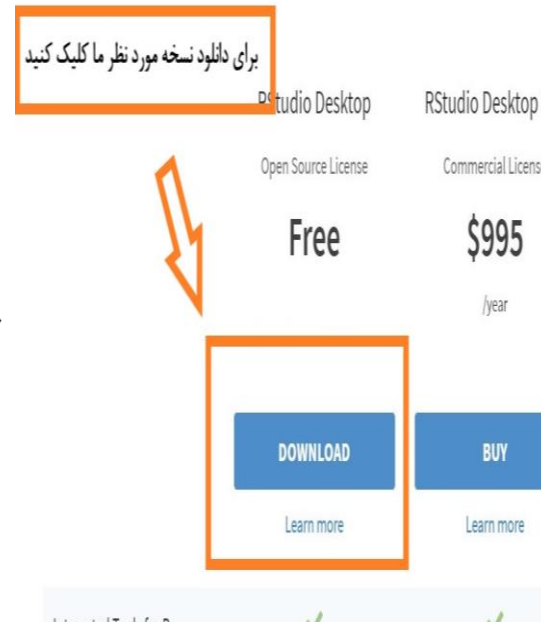 برای دانلود نسخه مورد نظر ما کلیک کنید
RStudio Desktop RStudio Desktop
Open Source License Commercial Licens
Free $995
/year
DOWNLOAD BUY
Learn more Learn more